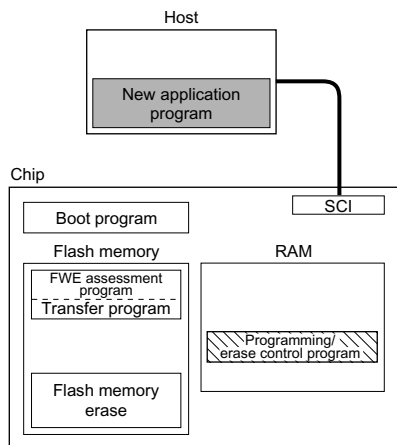 Host
New application
program
Chip
SCI
Boot program
Flash memory
RAM
FWE assessment
program
Transfer program
Programming/
erase control program
Flash memory
erase